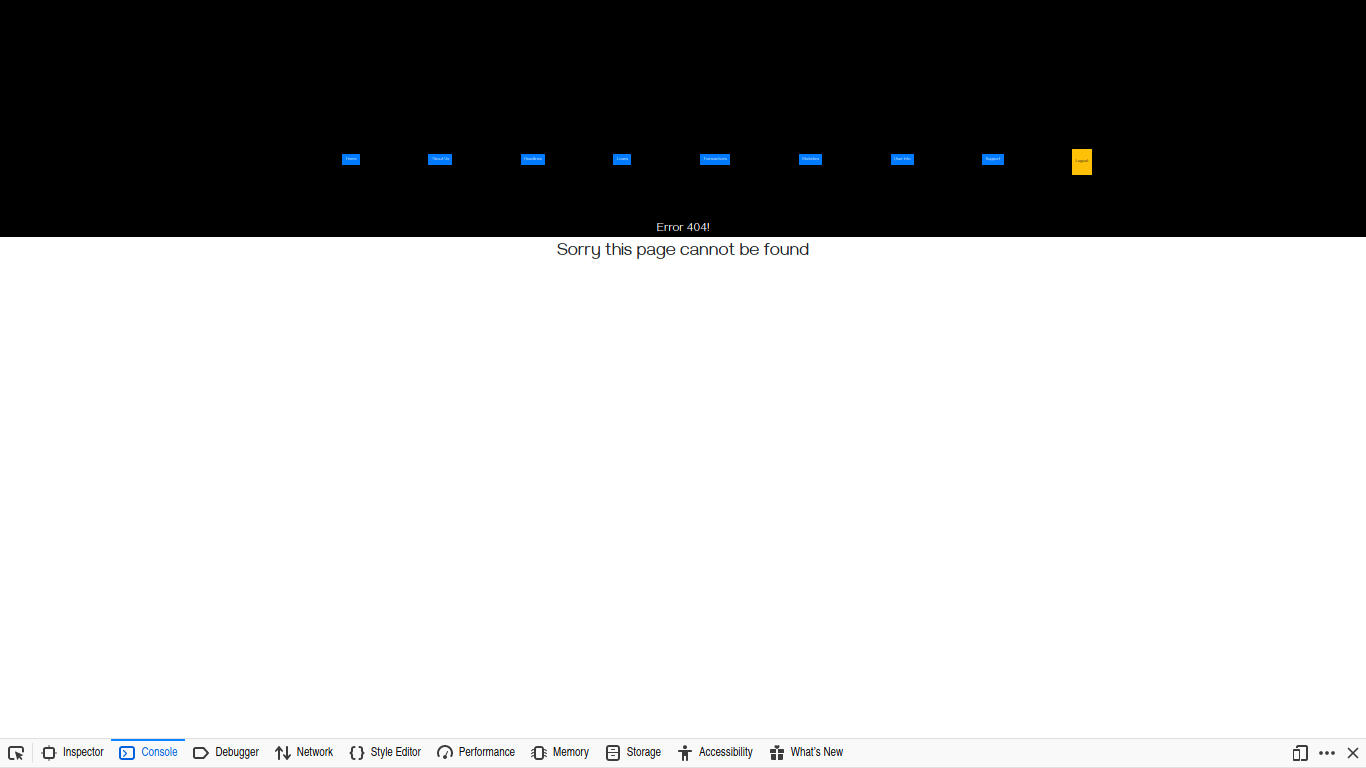 Home About Us Loans Transactions Statistics User Info Support Logout
Error 404!
Sorry this page cannot be found
Inspector Console Debugger Network Style Editor Performance Memory Storage Accessibility What's New